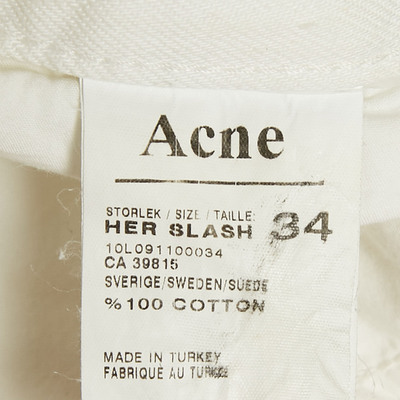 Acne
STORLEK / SIZE / TAILLE: 34
HER SLASH
10L091100034
CA 39815
SVERIGE/SWEDEN/SUEDE
% 100 COTTON
MADE IN TURKEY
FABRIQUÉ AU TURKIE